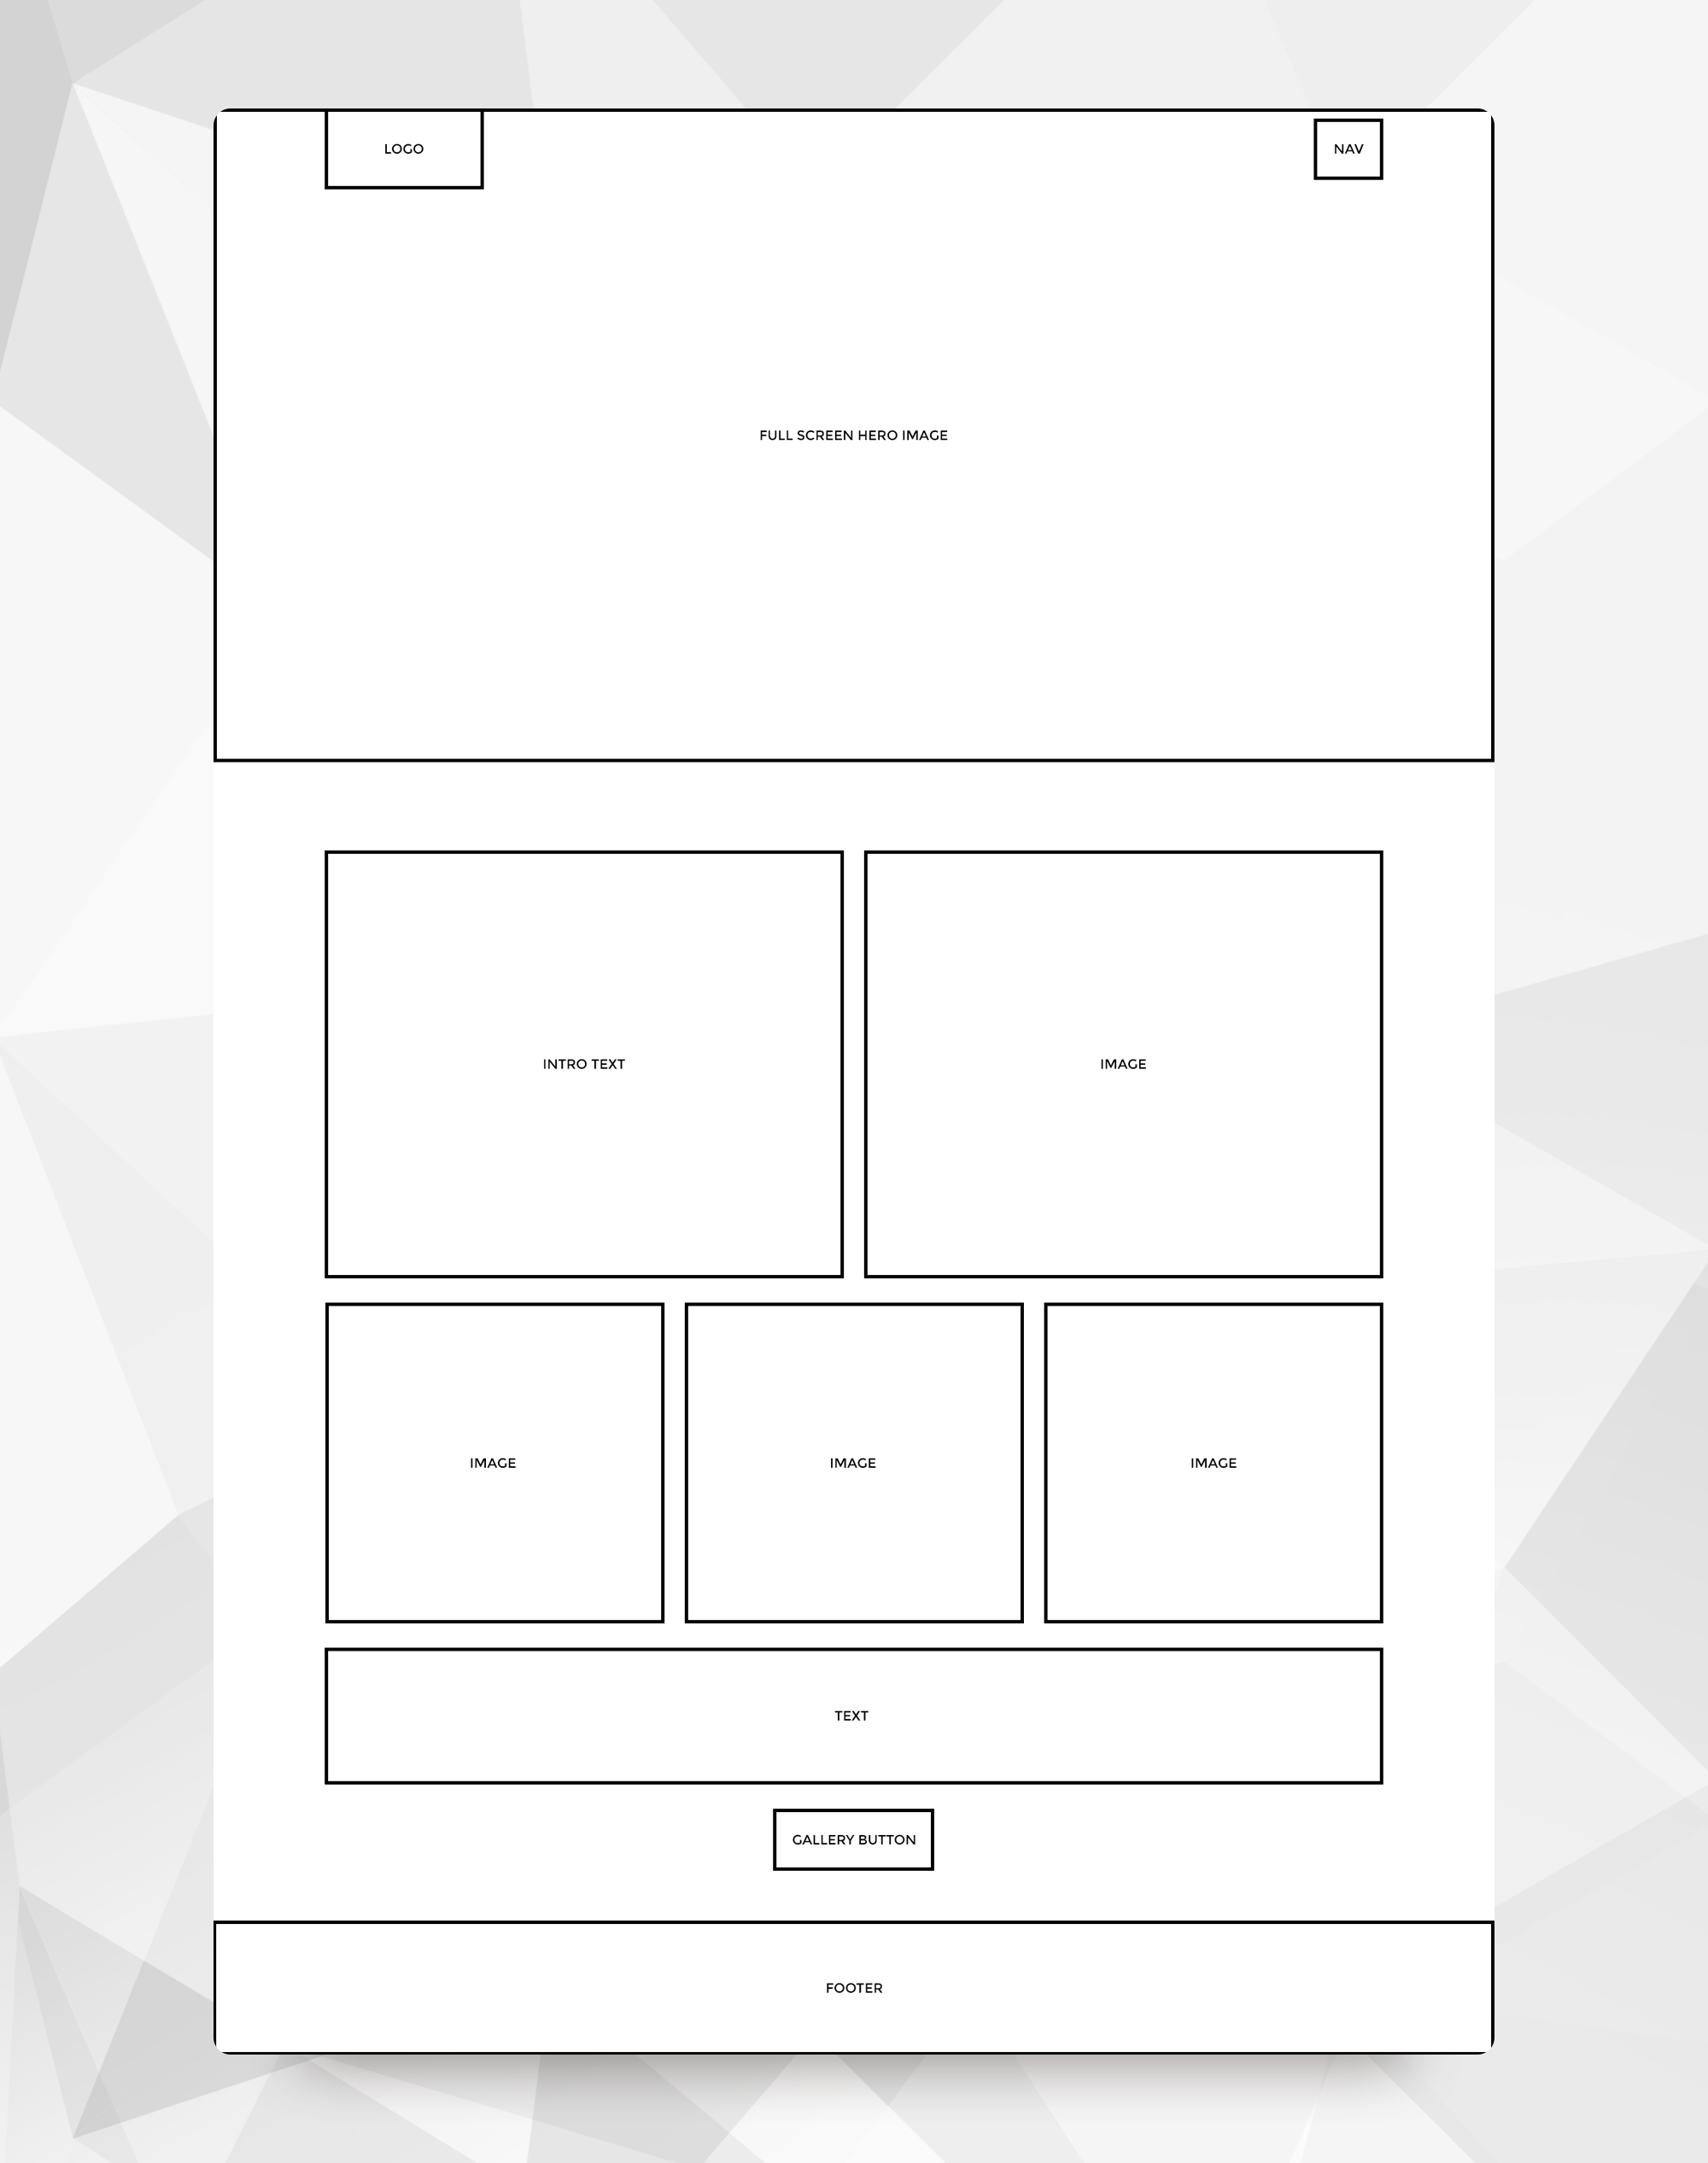 LOGO
NAV
FULL SCREEN HERO IMAGE
INTRO TEXT
IMAGE
IMAGE
IMAGE
IMAGE
TEXT
GALLERY BUTTON
FOOTER